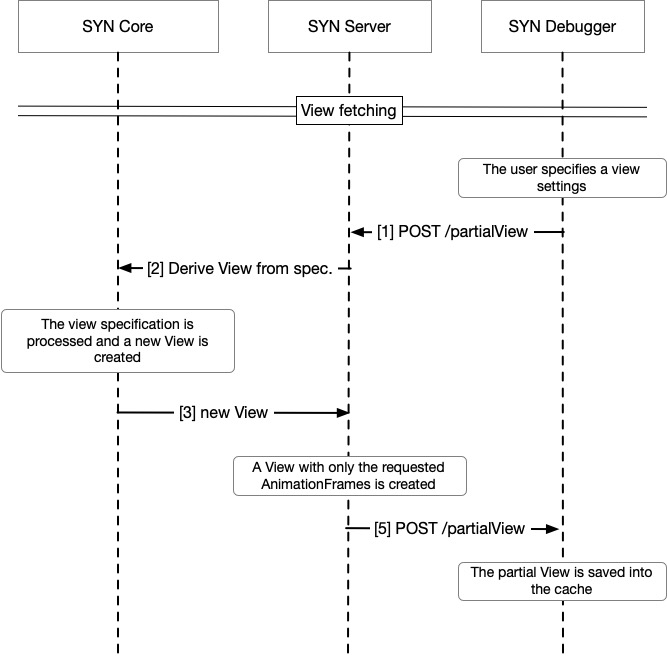 SYN Core
SYN Server
SYN Debugger
View fetching
The user specifies a view
settings
[1] POST /partialView
[2] Derive View from spec.
The view specification is
processed and a new View is
created
[3] new View
A View with only the requested
AnimationFrames is created
[5] POST /partialView
The partial View is saved into
the cache